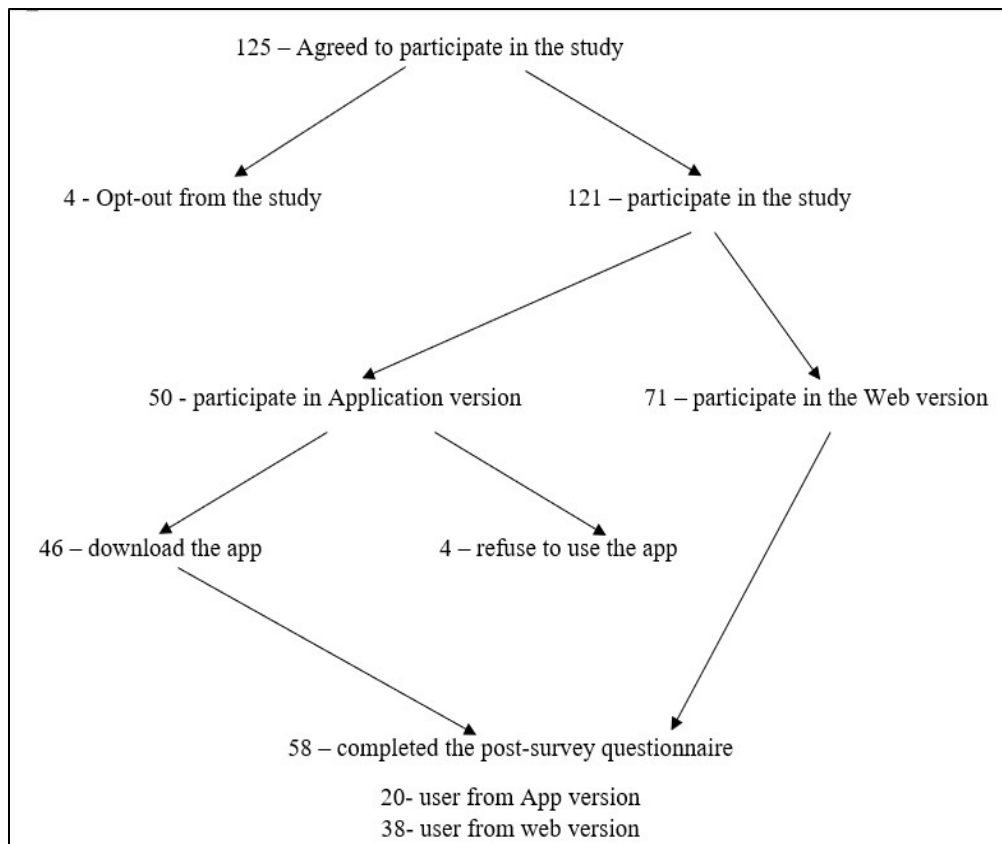 125 – Agreed to participate in the study
4 - Opt-out from the study
121 – participate in the study
50 - participate in Application version
71 – participate in the Web version
46 – download the app
4 – refuse to use the app
58 – completed the post-survey questionnaire
20- user from App version
38- user from web version